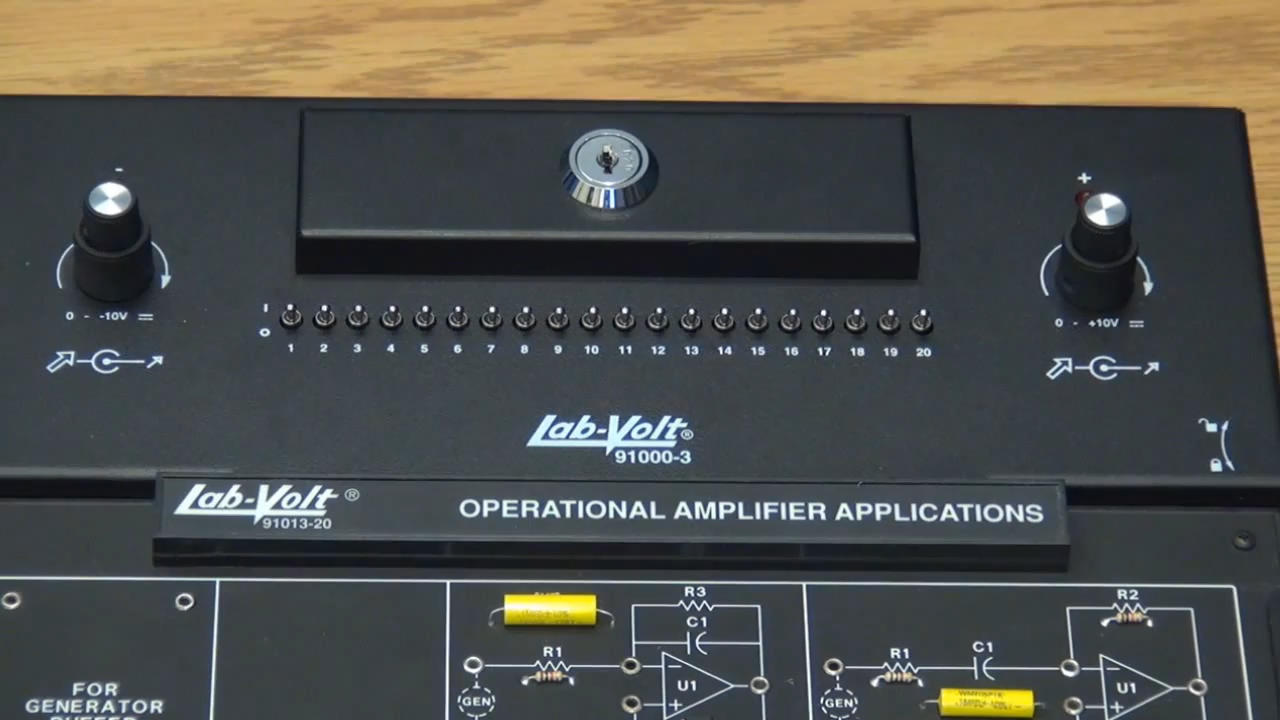 -
+
0 - -10V
0 - +10V
I
O
1 2 3 4 5 6 7 8 9 10 11 12 13 14 15 16 17 18 19 20
Lab-Volt®
91000-3
Lab-Volt®
91013-20
OPERATIONAL AMPLIFIER APPLICATIONS
FOR
GENERATOR
BUFFER
R3
C1
R1
- U1
+
GEN
R2
R1
C1
- U1
+
GEN